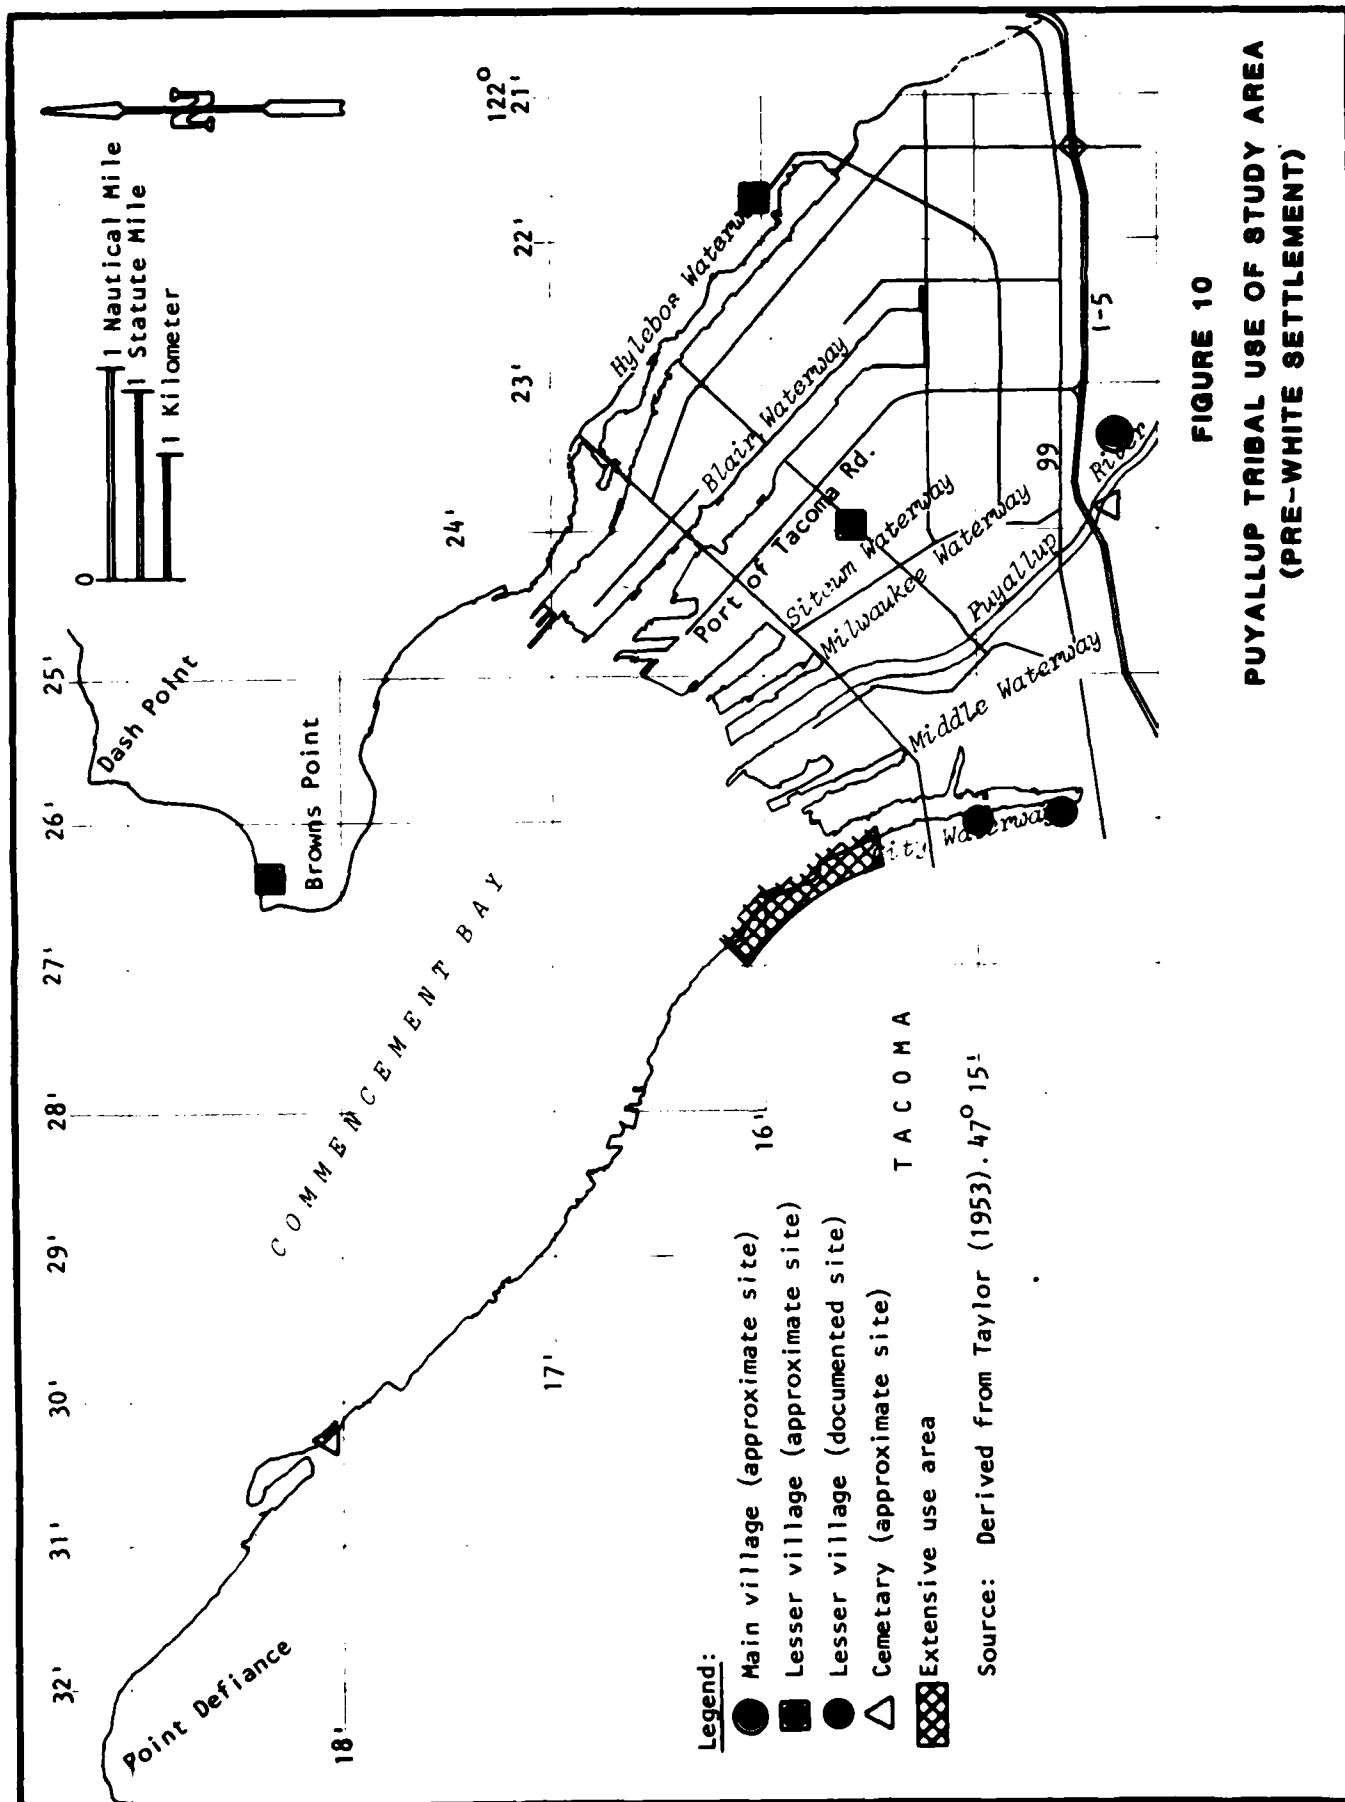 0
1 Nautical Mile
1 Statute Mile
1 Kilometer
N
122°
21'
22'
23'
24'
25'
26'
27'
28'
29'
30'
31'
32'
18'
17'
16'
Dash Point
Browns Point
Point Defiance
COMMENCEMENT BAY
TACOMA
Hylebos Waterw
Blair Waterway
Port of Tacoma Rd.
Sitcum Waterway
Milwaukee Waterway
Puyallup River
Middle Waterway
City Waterway
99
I-5
Legend:
Main village (approximate site)
Lesser village (approximate site)
Lesser village (documented site)
Cemetary (approximate site)
Extensive use area
Source: Derived from Taylor (1953). 47° 15'
FIGURE 10
PUYALLUP TRIBAL USE OF STUDY AREA
(PRE-WHITE SETTLEMENT)